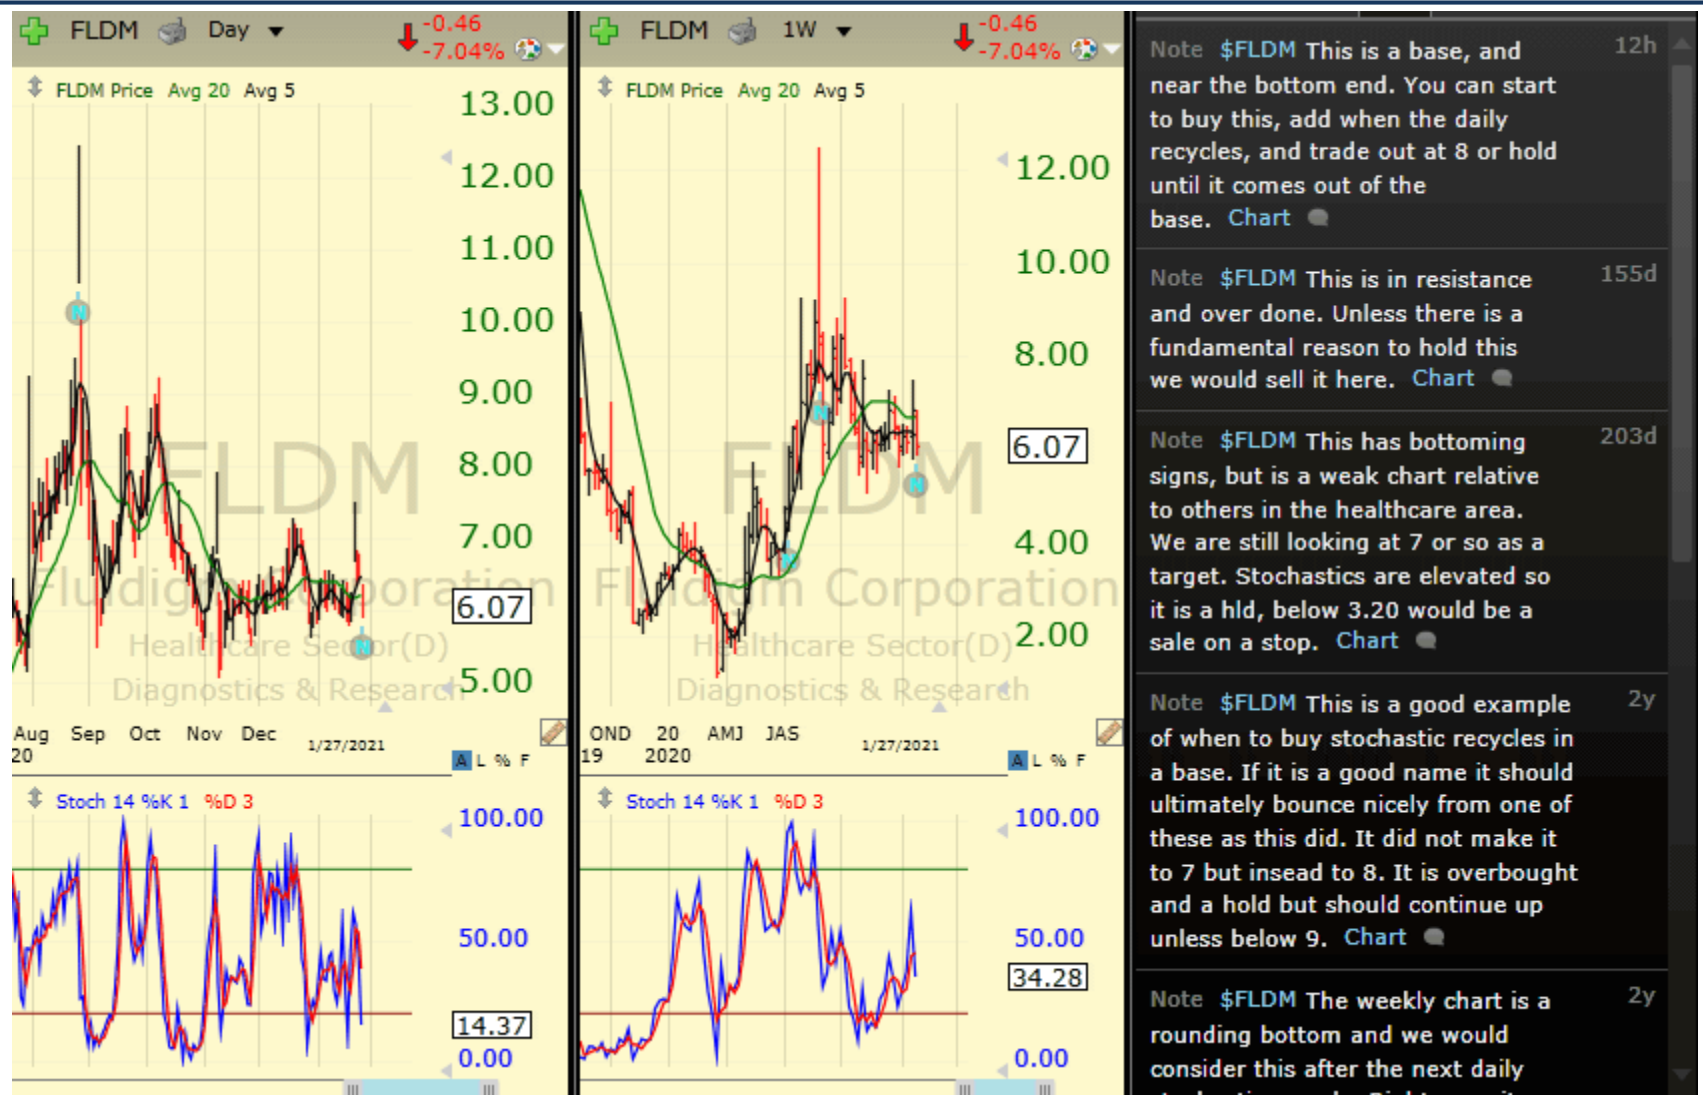 FLDM Day
-0.46
-7.04%
FLDM Price Avg 20 Avg 5
13.00
12.00
11.00
10.00
9.00
8.00
7.00
6.07
5.00
N
N
FLDM
Fluidigm Corporation
Healthcare Sector(D)
Diagnostics & Research
Aug Sep Oct Nov Dec 1/27/2021
20
A L % F
Stoch 14 %K 1 %D 3
100.00
50.00
14.37
0.00
FLDM 1W
-0.46
-7.04%
FLDM Price Avg 20 Avg 5
12.00
10.00
8.00
6.07
4.00
2.00
N
N
N
FLDM
Fluidigm Corporation
Healthcare Sector(D)
Diagnostics & Research
OND 20 AMJ JAS 1/27/2021
19 2020
A L % F
Stoch 14 %K 1 %D 3
100.00
50.00
34.28
0.00
Note $FLDM This is a base, and 12h
near the bottom end. You can start
to buy this, add when the daily
recycles, and trade out at 8 or hold
until it comes out of the
base. Chart
Note $FLDM This is in resistance 155d
and over done. Unless there is a
fundamental reason to hold this
we would sell it here. Chart
Note $FLDM This has bottoming 203d
signs, but is a weak chart relative
to others in the healthcare area.
We are still looking at 7 or so as a
target. Stochastics are elevated so
it is a hld, below 3.20 would be a
sale on a stop. Chart
Note $FLDM This is a good example 2y
of when to buy stochastic recycles in
a base. If it is a good name it should
ultimately bounce nicely from one of
these as this did. It did not make it
to 7 but insead to 8. It is overbought
and a hold but should continue up
unless below 9. Chart
Note $FLDM The weekly chart is a 2y
rounding bottom and we would
consider this after the next daily